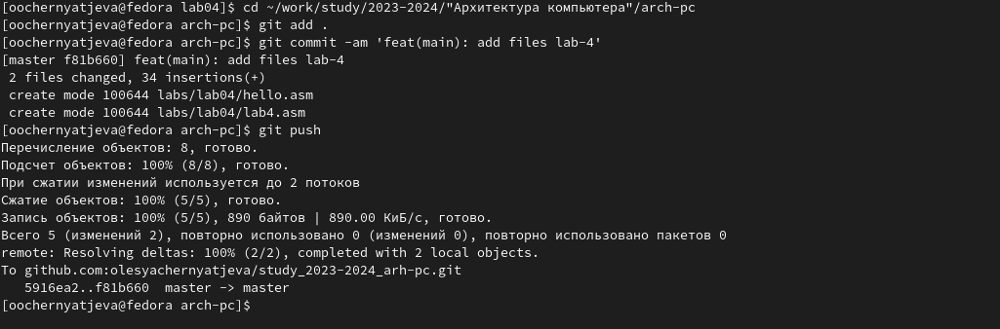 [oochernyatjeva@fedora lab04]$ cd ~/work/study/2023-2024/"Архитектура компьютера"/arch-pc
[oochernyatjeva@fedora arch-pc]$ git add .
[oochernyatjeva@fedora arch-pc]$ git commit -am 'feat(main): add files lab-4'
[master f81b660] feat(main): add files lab-4
 2 files changed, 34 insertions(+)
 create mode 100644 labs/lab04/hello.asm
 create mode 100644 labs/lab04/lab4.asm
[oochernyatjeva@fedora arch-pc]$ git push
Перечисление объектов: 8, готово.
Подсчет объектов: 100% (8/8), готово.
При сжатии изменений используется до 2 потоков
Сжатие объектов: 100% (5/5), готово.
Запись объектов: 100% (5/5), 890 байтов | 890.00 КиБ/с, готово.
Всего 5 (изменений 2), повторно использовано 0 (изменений 0), повторно использовано пакетов 0
remote: Resolving deltas: 100% (2/2), completed with 2 local objects.
To github.com:olesyachernyatjeva/study_2023-2024_arh-pc.git
   5916ea2..f81b660  master -> master
[oochernyatjeva@fedora arch-pc]$